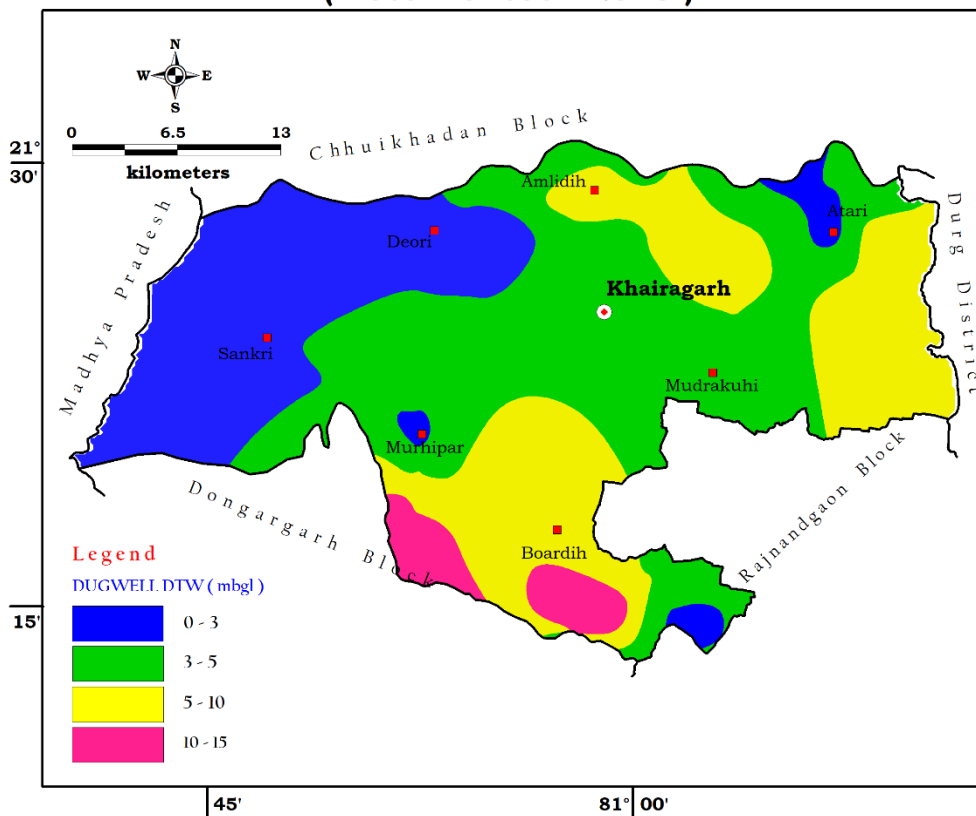 N
W E
S
0 6.5 13
kilometers
21°
30'
Chhuikhadan Block
Amlidih
Atari
Deori
Durg District
Madhya Pradesh
Khairagarh
Sankri
Mudrakuhi
Murhipar
Dongargarh Block
Rajnandgaon Block
Boardih
Legend
DUGWELL DTW ( mbgl )
0 - 3
3 - 5
5 - 10
10 - 15
15'
45'
81° 00'